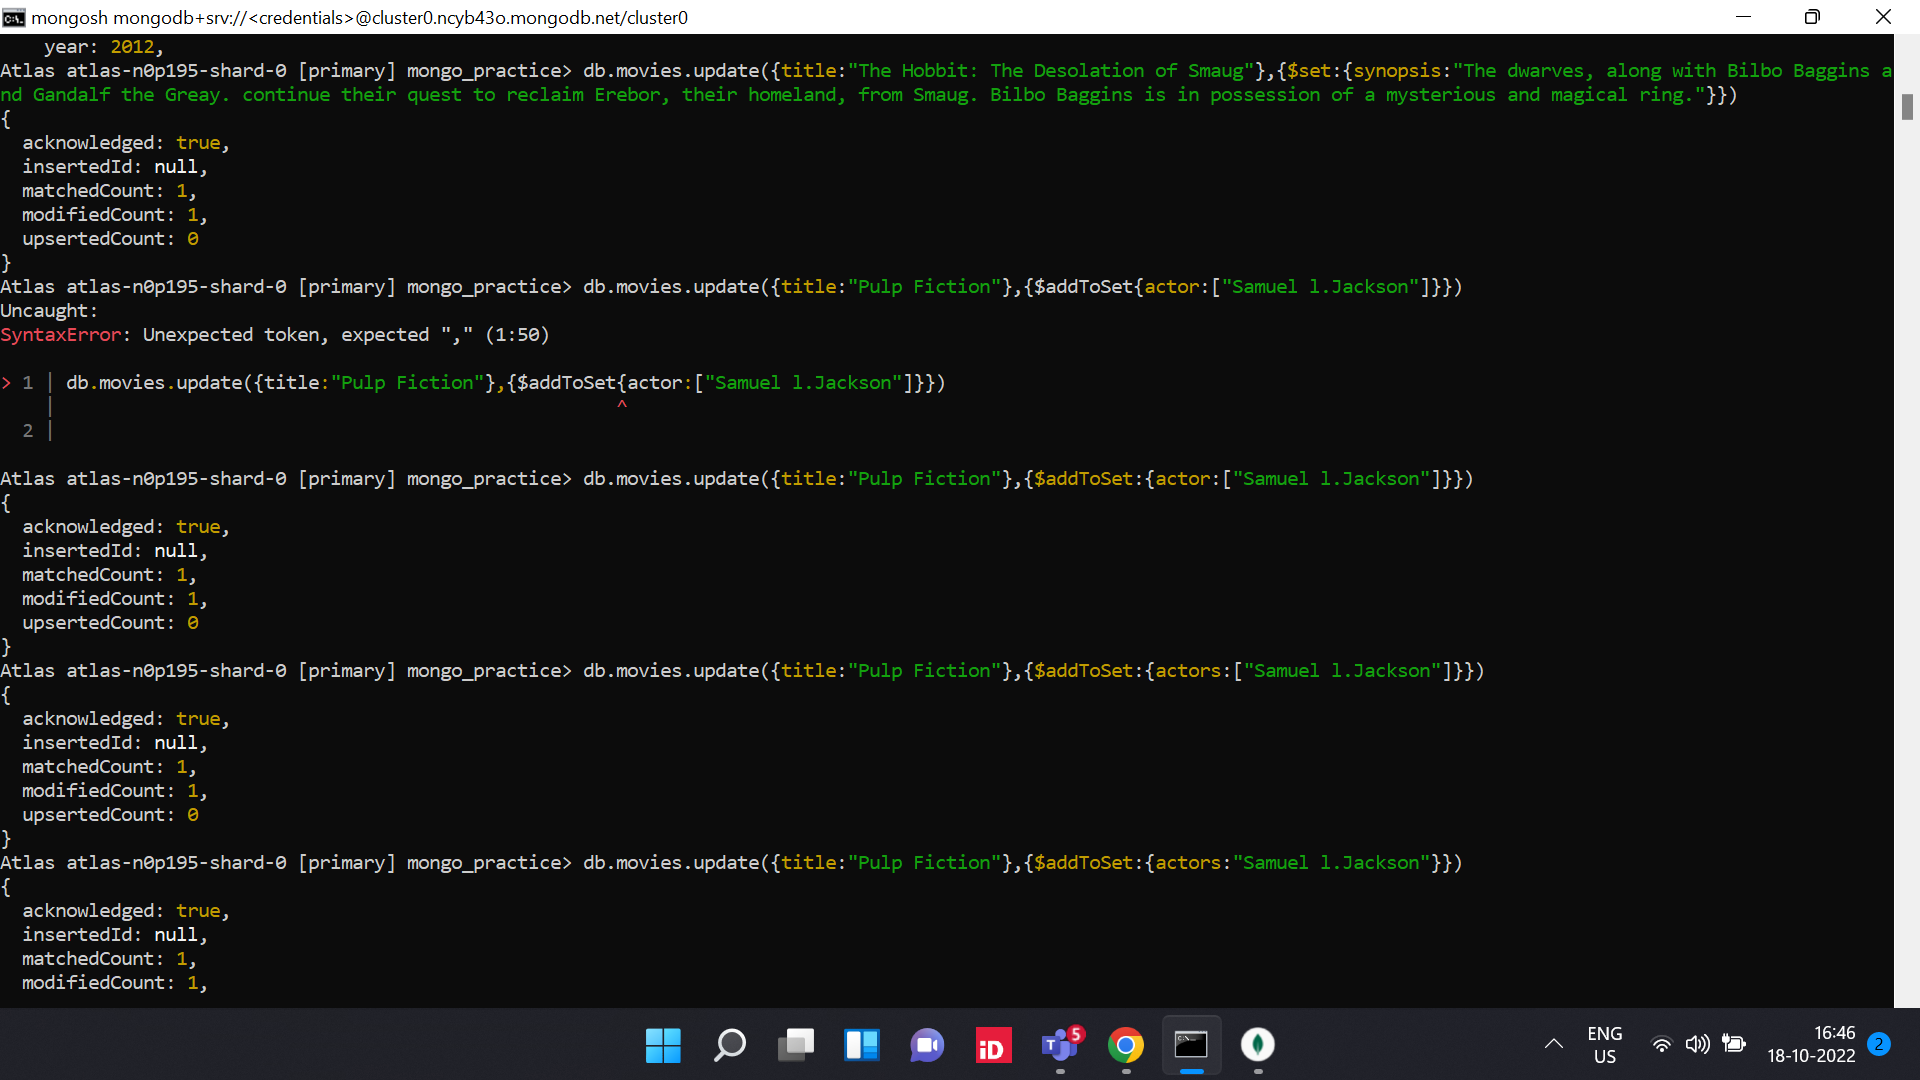 mongosh mongodb+srv://<credentials>@cluster0.ncyb43o.mongodb.net/cluster0
year: 2012,
Atlas atlas-n0p195-shard-0 [primary] mongo_practice> db.movies.update({title:"The Hobbit: The Desolation of Smaug"},{$set:{synopsis:"The dwarves, along with Bilbo Baggins a
nd Gandalf the Greay. continue their quest to reclaim Erebor, their homeland, from Smaug. Bilbo Baggins is in possession of a mysterious and magical ring."}})
{
acknowledged: true,
insertedId: null,
matchedCount: 1,
modifiedCount: 1,
upsertedCount: 0
}
Atlas atlas-n0p195-shard-0 [primary] mongo_practice> db.movies.update({title:"Pulp Fiction"},{$addToSet{actor:["Samuel l.Jackson"]}})
Uncaught:
SyntaxError: Unexpected token, expected "," (1:50)
> 1 | db.movies.update({title:"Pulp Fiction"},{$addToSet{actor:["Samuel l.Jackson"]}})
| ^
2 |
Atlas atlas-n0p195-shard-0 [primary] mongo_practice> db.movies.update({title:"Pulp Fiction"},{$addToSet:{actor:["Samuel l.Jackson"]}})
{
acknowledged: true,
insertedId: null,
matchedCount: 1,
modifiedCount: 1,
upsertedCount: 0
}
Atlas atlas-n0p195-shard-0 [primary] mongo_practice> db.movies.update({title:"Pulp Fiction"},{$addToSet:{actors:["Samuel l.Jackson"]}})
{
acknowledged: true,
insertedId: null,
matchedCount: 1,
modifiedCount: 1,
upsertedCount: 0
}
Atlas atlas-n0p195-shard-0 [primary] mongo_practice> db.movies.update({title:"Pulp Fiction"},{$addToSet:{actors:"Samuel l.Jackson"}})
{
acknowledged: true,
insertedId: null,
matchedCount: 1,
modifiedCount: 1,
iD
T
5
ENG
US
16:46
18-10-2022
2